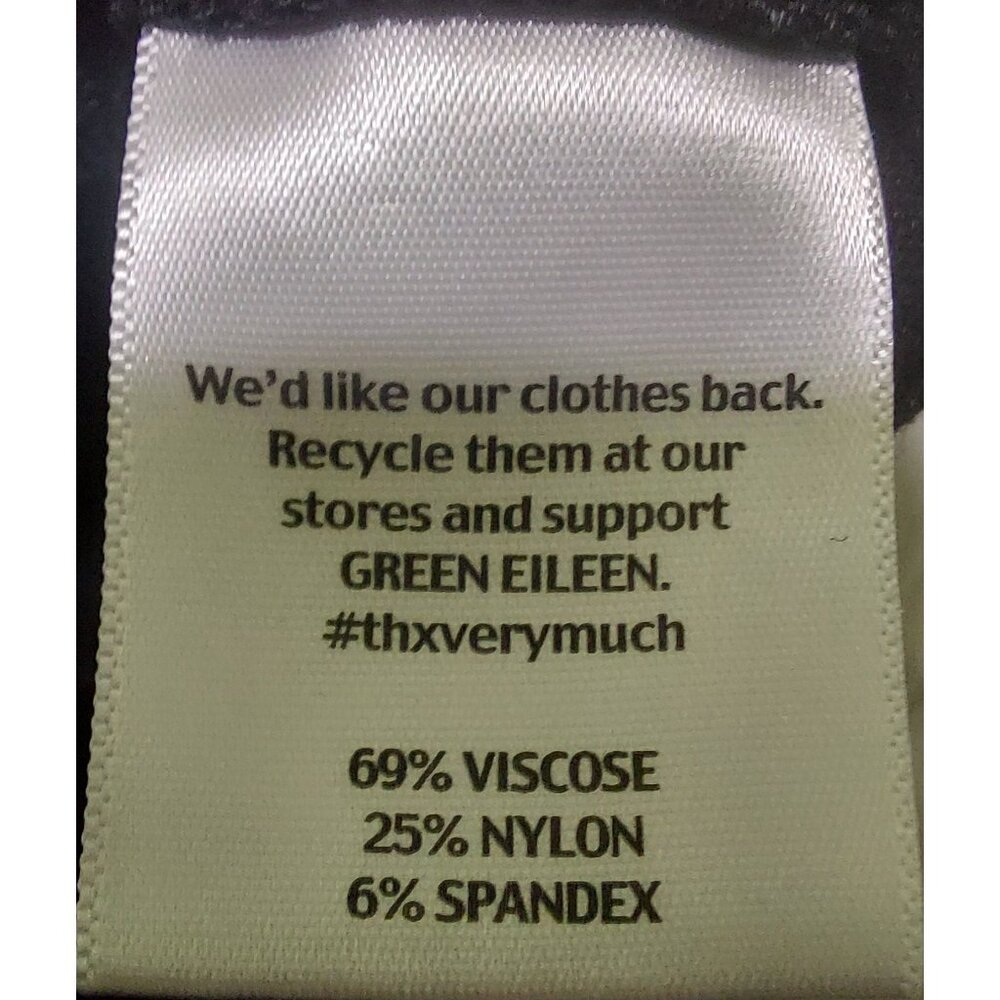 We'd like our clothes back.
Recycle them at our
stores and support
GREEN EILEEN.
#thxverymuch
69% VISCOSE
25% NYLON
6% SPANDEX